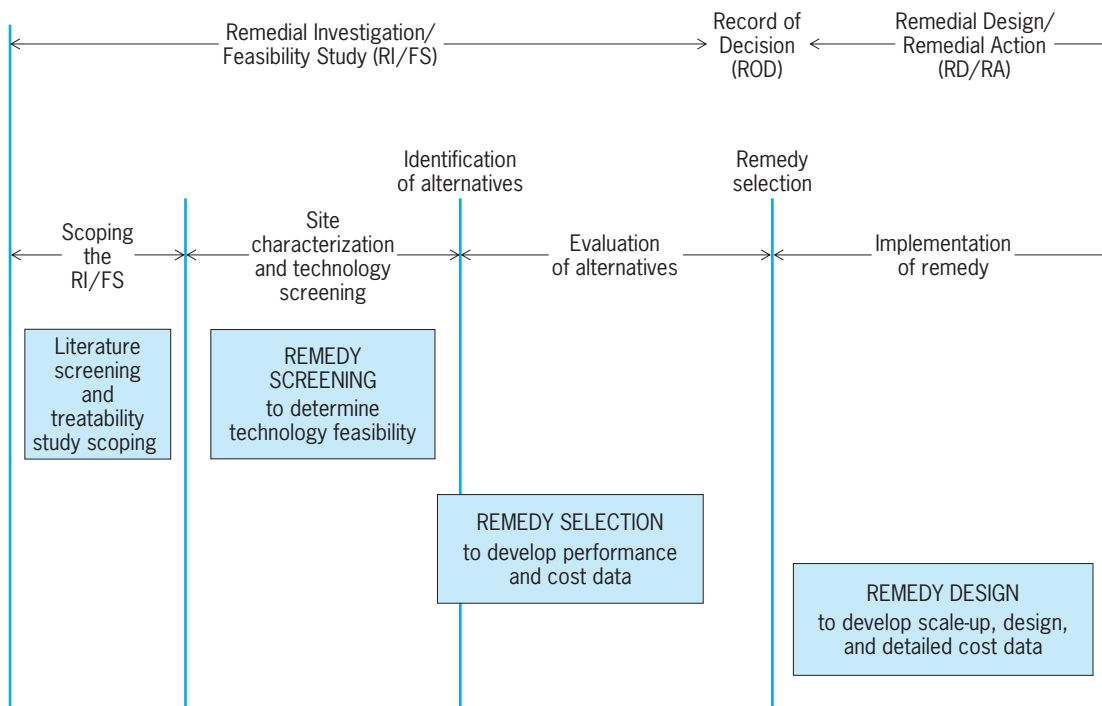 Remedial Investigation/
Feasibility Study (RI/FS)
Record of
Decision
(ROD)
Remedial Design/
Remedial Action
(RD/RA)
Identification
of alternatives
Remedy
selection
Scoping
the
RI/FS
Site
characterization
and technology
screening
Evaluation
of alternatives
Implementation
of remedy
Literature
screening
and
treatability
study scoping
REMEDY
SCREENING
to determine
technology feasibility
REMEDY SELECTION
to develop performance
and cost data
REMEDY DESIGN
to develop scale-up, design,
and detailed cost data